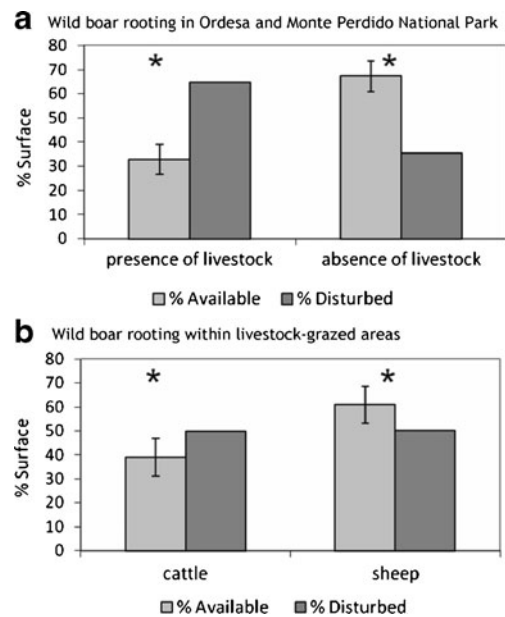 a Wild boar rooting in Ordesa and Monte Perdido National Park
80
70
60
50
40
30
20
10
0
% Surface
* *
presence of livestock absence of livestock
% Available % Disturbed
b Wild boar rooting within livestock-grazed areas
80
70
60
50
40
30
20
10
0
% Surface
* *
cattle sheep
% Available % Disturbed